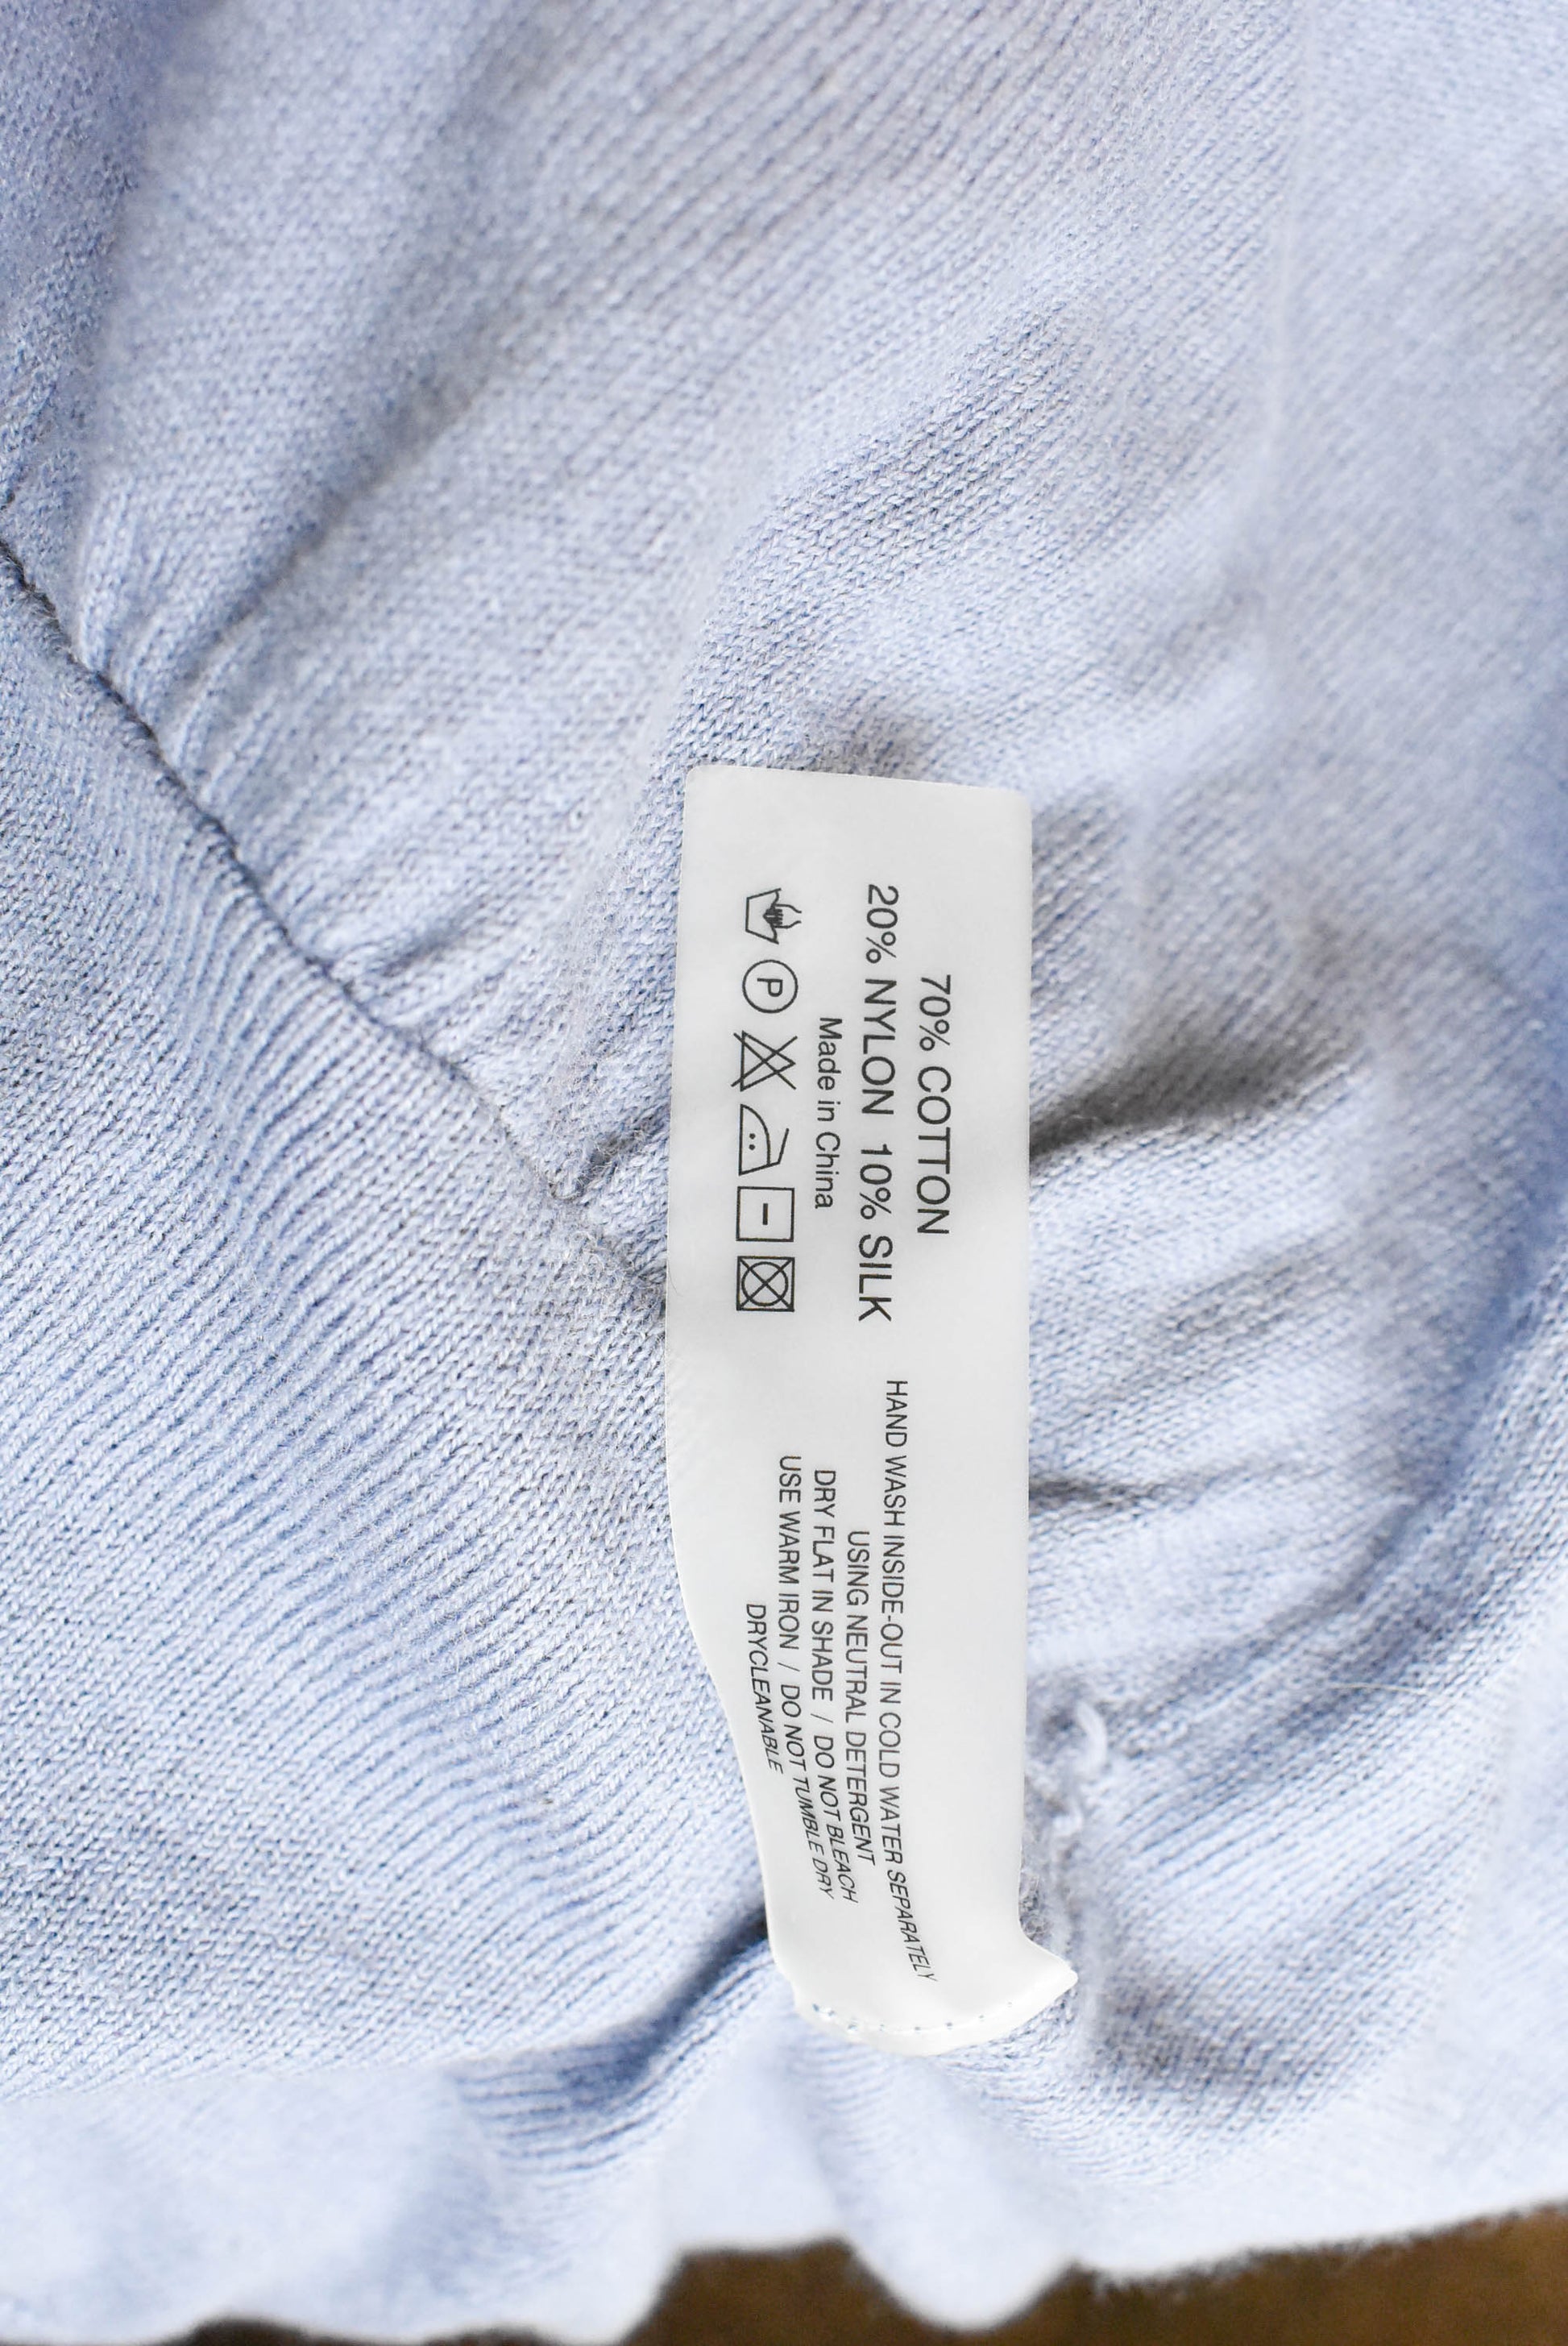 70% COTTON
20% NYLON 10% SILK
Made in China
P
HAND WASH INSIDE-OUT IN COLD WATER SEPARATELY
USING NEUTRAL DETERGENT
DRY FLAT IN SHADE / DO NOT BLEACH
USE WARM IRON / DO NOT TUMBLE DRY
DRYCLEANABLE